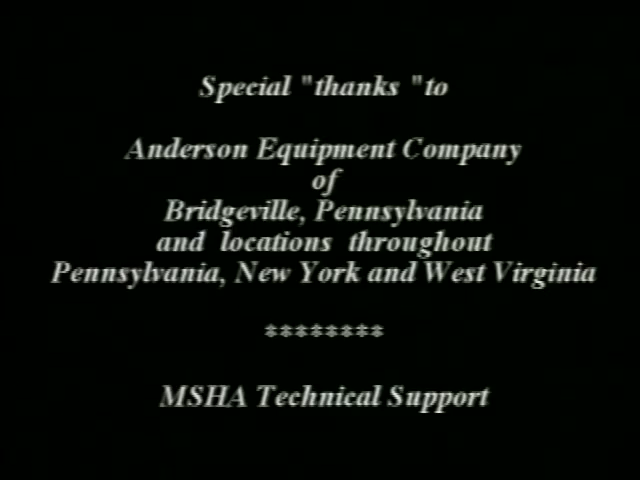 Special "thanks "to
Anderson Equipment Company
of
Bridgeville, Pennsylvania
and locations throughout
Pennsylvania, New York and West Virginia
********
MSHA Technical Support